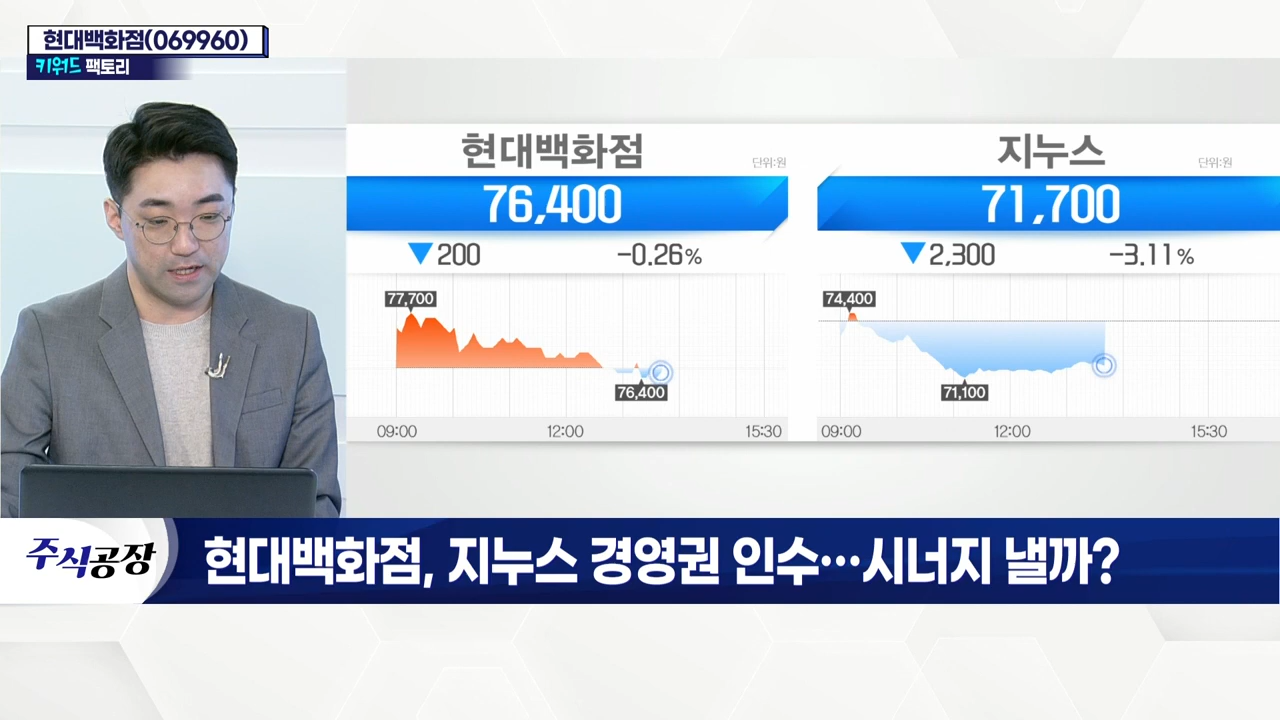 현대백화점(069960)
키워드 팩토리
현대백화점
단위:원
76,400
▼200 -0.26%
77,700
76,400
09:00 12:00 15:30
지누스
단위:원
71,700
▼2,300 -3.11%
74,400
71,100
09:00 12:00 15:30
주식공장
현대백화점, 지누스 경영권 인수…시너지 낼까?